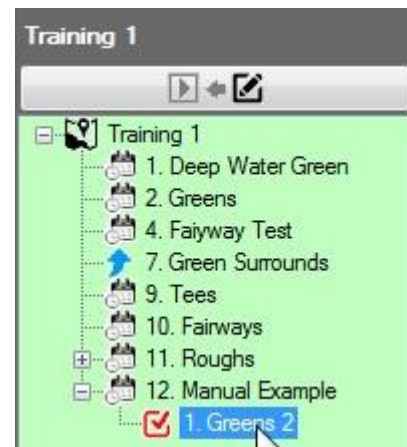 Training 1
Training 1
1. Deep Water Green
2. Greens
4. Faiyway Test
7. Green Surrounds
9. Tees
10. Fairways
11. Roughs
12. Manual Example
1. Greens 2